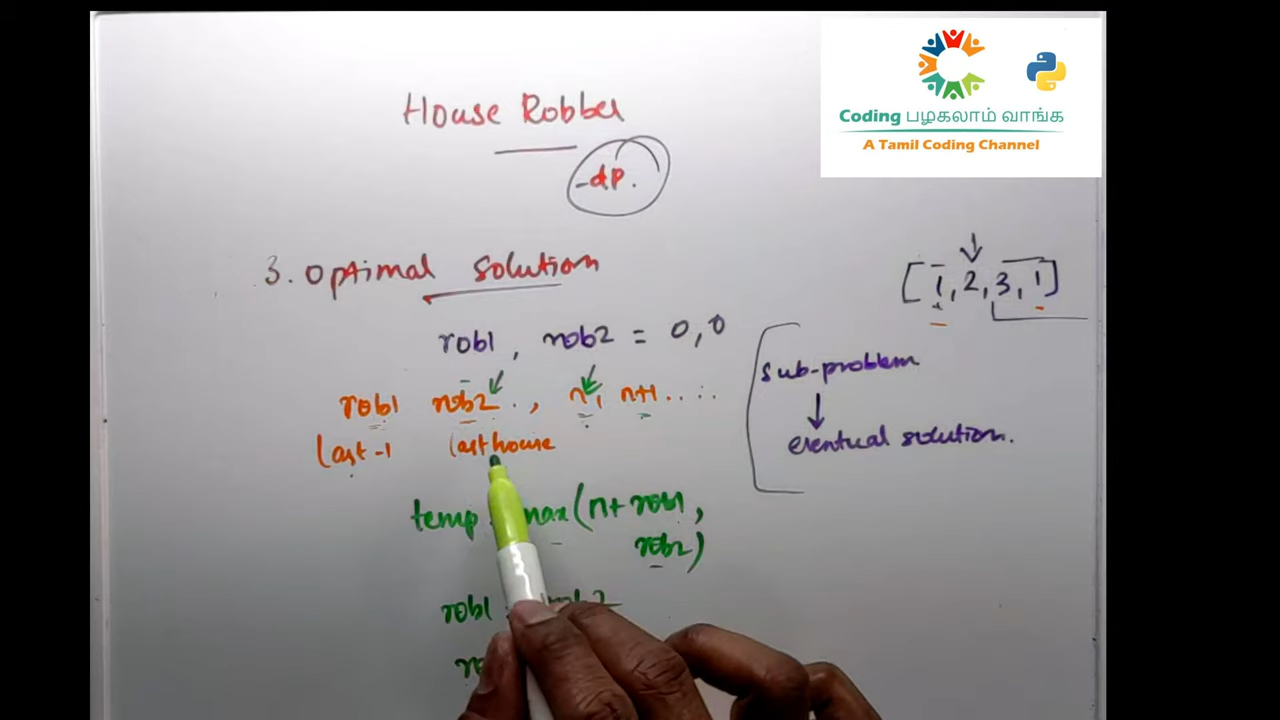 House Robber
-dp.
Coding பழகலாம் வாங்க
A Tamil Coding Channel
3. Optimal solution
[1, 2, 3, 1]
rob1, rob2 = 0, 0
rob1 rob2 .., n, n+1.....
last -1 last house
sub-problem
eventual solution.
temp max(n+ rob1,
rob2)
rob1